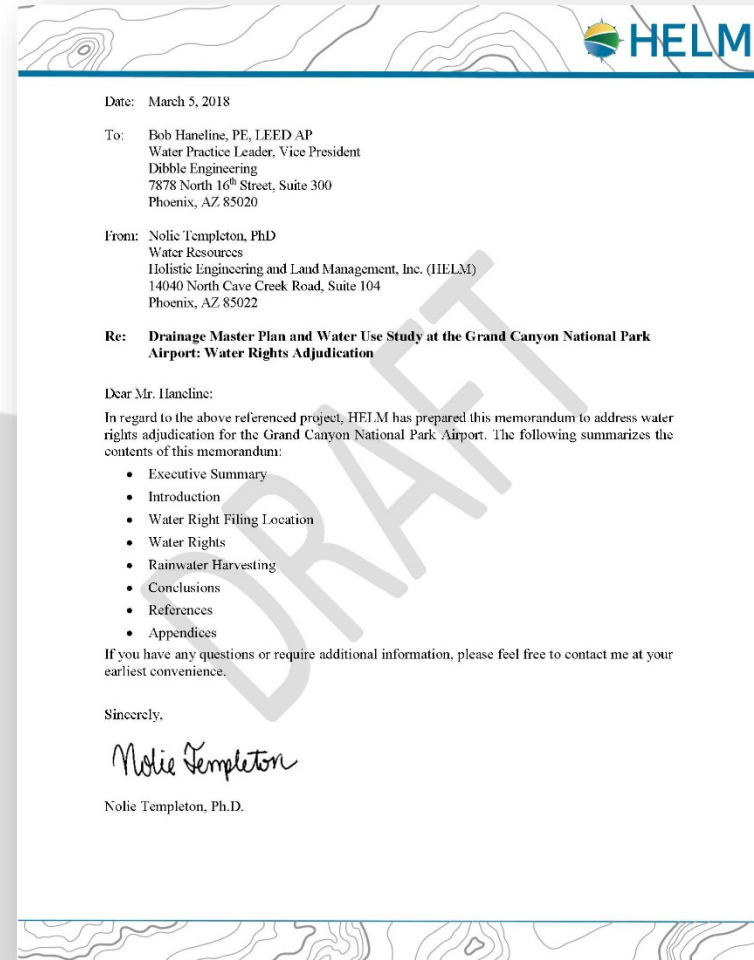 HELM
Date: March 5, 2018
To: Bob Haneline, PE, LEED AP
Water Practice Leader, Vice President
Dibble Engineering
7878 North 16th Street, Suite 300
Phoenix, AZ 85020
From: Nolie Templeton, PhD
Water Resources
Holistic Engineering and Land Management, Inc. (HELM)
14040 North Cave Creek Road, Suite 104
Phoenix, AZ 85022
Re: Drainage Master Plan and Water Use Study at the Grand Canyon National Park
Airport: Water Rights Adjudication
Dear Mr. Haneline:
In regard to the above referenced project, HELM has prepared this memorandum to address water
rights adjudication for the Grand Canyon National Park Airport. The following summarizes the
contents of this memorandum:
• Executive Summary
• Introduction
• Water Right Filing Location
• Water Rights
• Rainwater Harvesting
• Conclusions
• References
• Appendices
If you have any questions or require additional information, please feel free to contact me at your
earliest convenience.
Sincerely,
Nolie Templeton
Nolie Templeton, Ph.D.
DRAFT